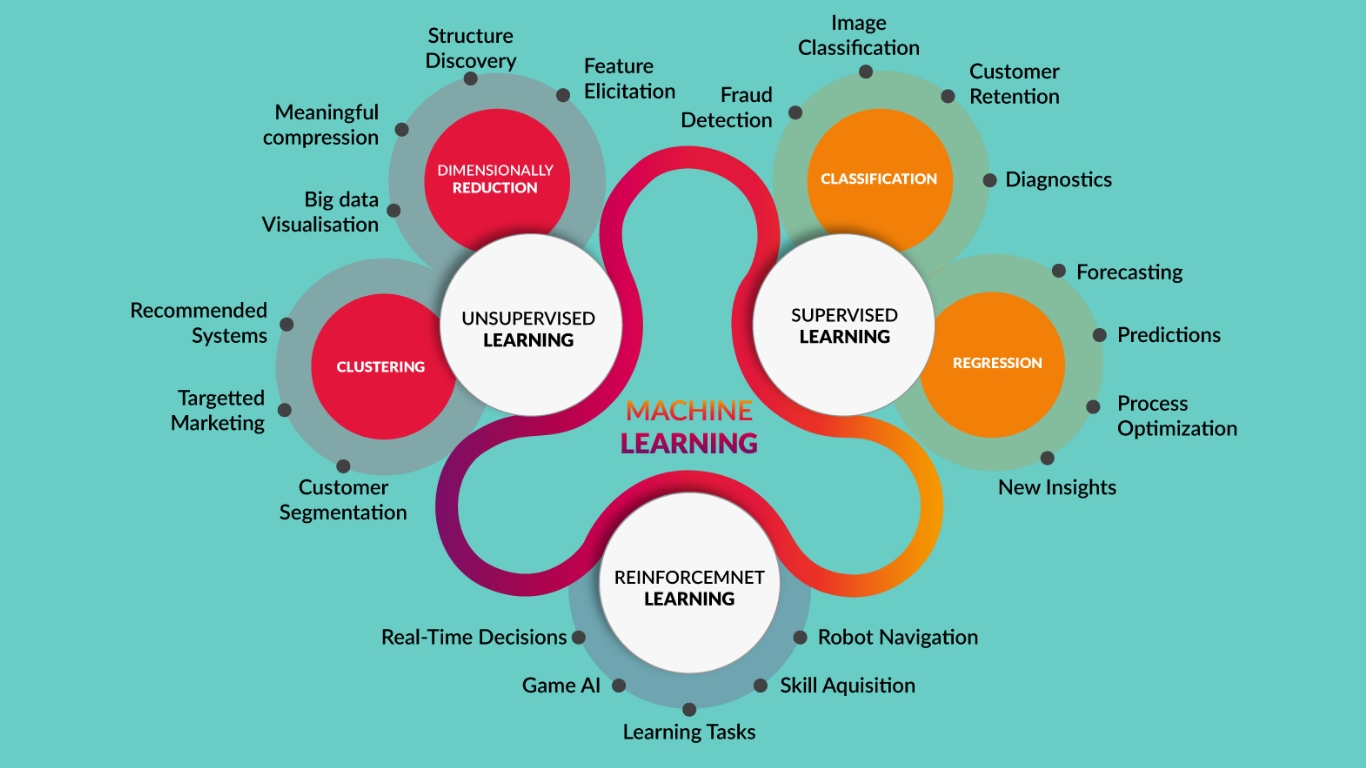 Structure
Discovery
Feature
Elicitation
Meaningful
compression
Big data
Visualisation
DIMENSIONALLY
REDUCTION
Recommended
Systems
Targetted
Marketing
Customer
Segmentation
CLUSTERING
UNSUPERVISED
LEARNING
Image
Classification
Fraud
Detection
Customer
Retention
Diagnostics
CLASSIFICATION
SUPERVISED
LEARNING
Forecasting
Predictions
Process
Optimization
New Insights
REGRESSION
MACHINE
LEARNING
REINFORCEMNET
LEARNING
Real-Time Decisions
Game AI
Learning Tasks
Skill Aquisition
Robot Navigation